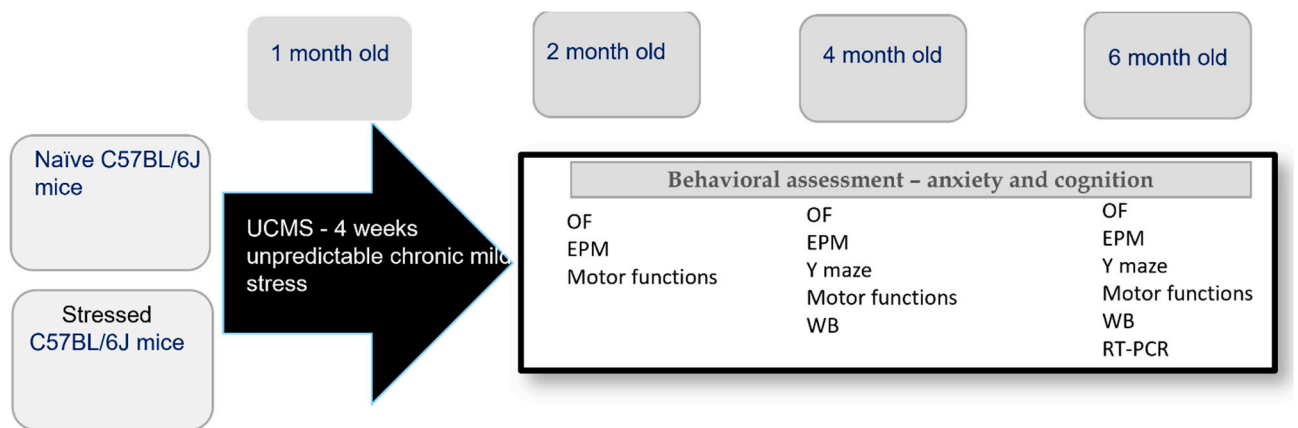 1 month old
2 month old
4 month old
6 month old
Naïve C57BL/6J
mice
Stressed
C57BL/6J mice
UCMS - 4 weeks
unpredictable chronic mild
stress
Behavioral assessment – anxiety and cognition
OF
EPM
Motor functions
OF
EPM
Y maze
Motor functions
WB
OF
EPM
Y maze
Motor functions
WB
RT-PCR